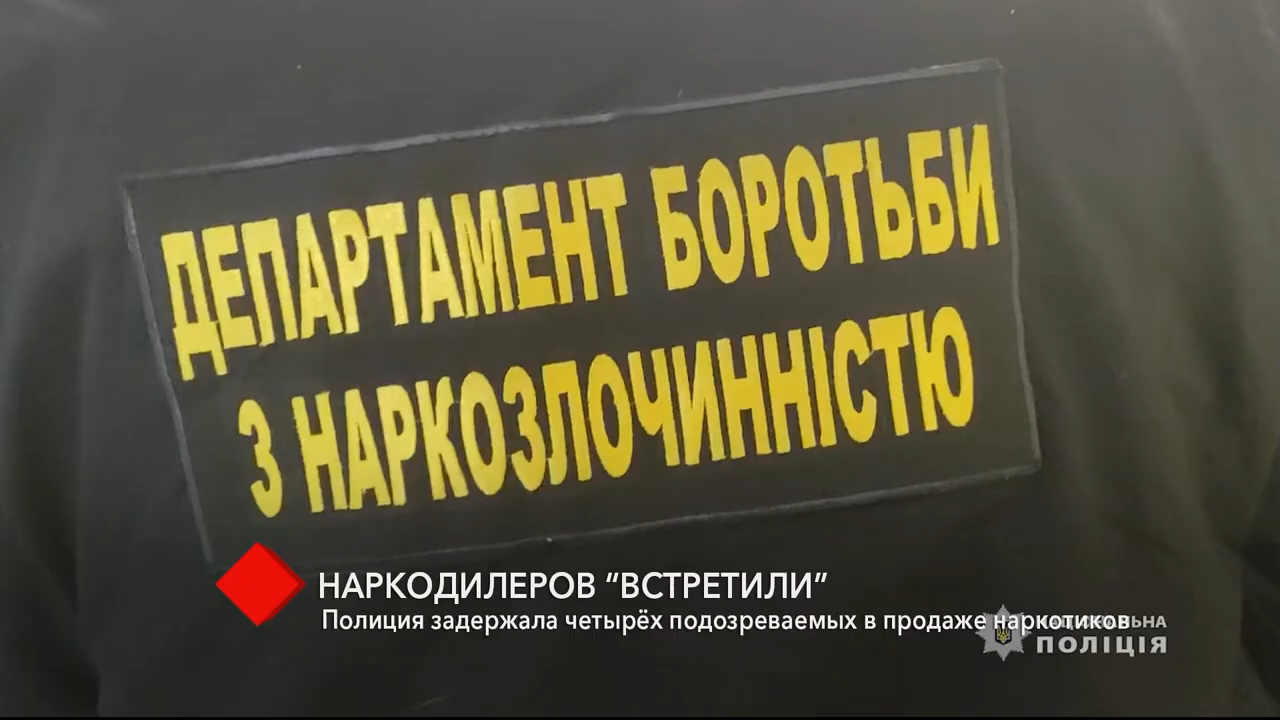 ДЕПАРТАМЕНТ БОРОТЬБИ
З НАРКОЗЛОЧИННІСТЮ
НАРКОДИЛЕРОВ “ВСТРЕТИЛИ”
Полиция задержала четырёх подозреваемых в продаже наркотиков
ПОЛІЦІЯ